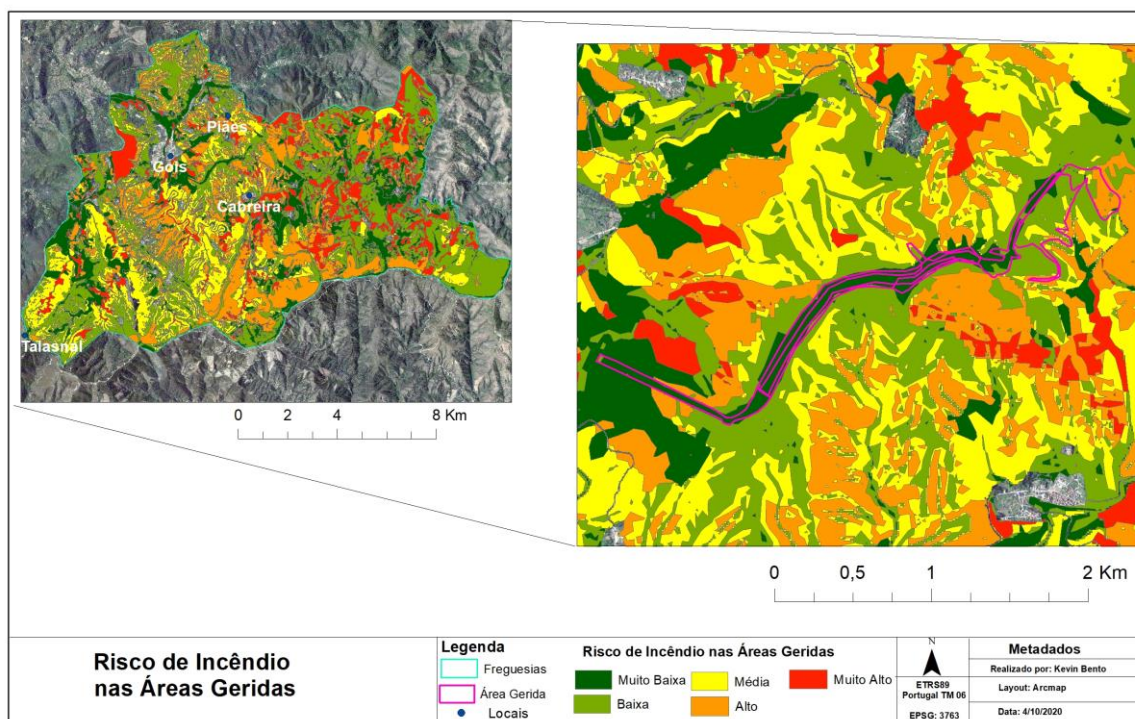 Piães
Góis
Cabreira
Talasnal
0 2 4 8 Km
0 0,5 1 2 Km
Risco de Incêndio
nas Áreas Geridas
Legenda
Freguesias
Área Gerida
Locais
Risco de Incêndio nas Áreas Geridas
Muito Baixa
Média
Muito Alto
Baixa
Alto
N
ETRS89
Portugal TM 06
EPSG: 3763
Metadados
Realizado por: Kevin Bento
Layout: Arcmap
Data: 4/10/2020